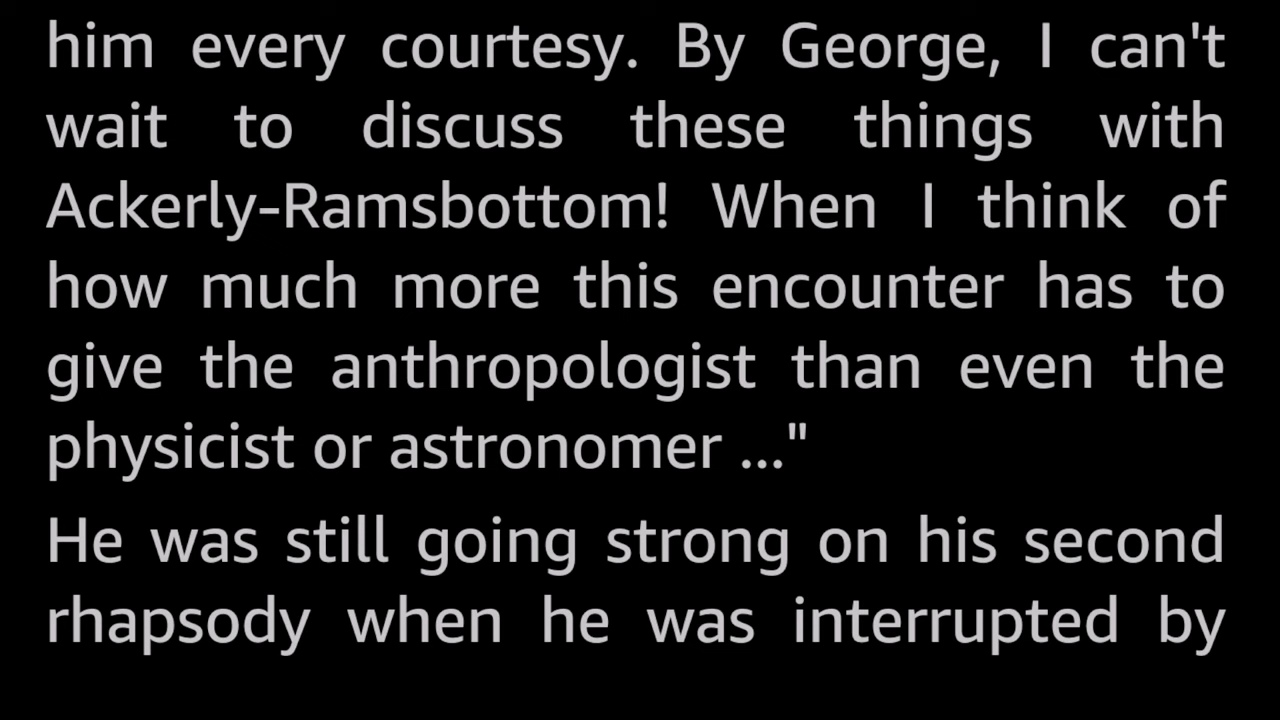 him every courtesy. By George, I can't
wait to discuss these things with
Ackerly-Ramsbottom! When I think of
how much more this encounter has to
give the anthropologist than even the
physicist or astronomer ..."
He was still going strong on his second
rhapsody when he was interrupted by